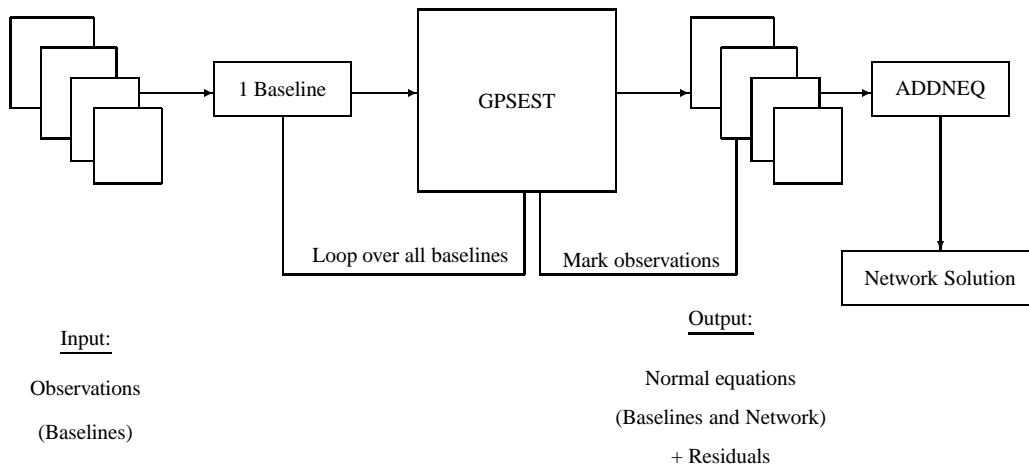 1 Baseline
GPSEST
ADDNEQ
Loop over all baselines
Mark observations
Network Solution
Input:
Observations
(Baselines)
Output:
Normal equations
(Baselines and Network)
+ Residuals